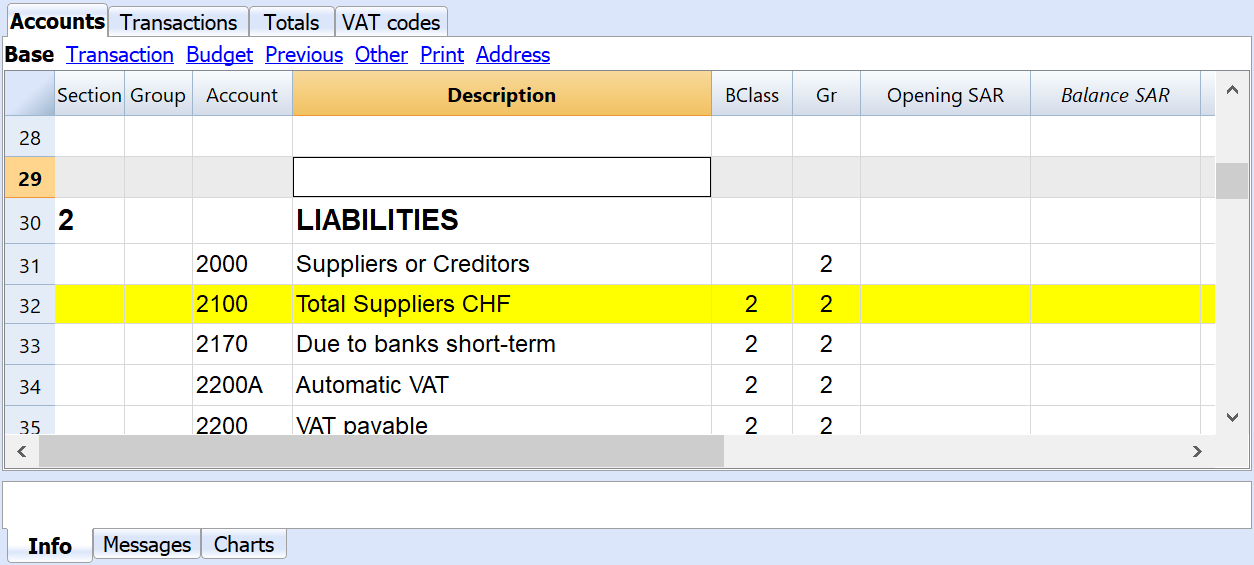 Accounts Transactions Totals VAT codes
Base Transaction Budget Previous Other Print Address
Section Group Account Description BClass Gr Opening SAR Balance SAR
28
29
30 2 LIABILITIES
31 2000 Suppliers or Creditors 2
32 2100 Total Suppliers CHF 2 2
33 2170 Due to banks short-term 2 2
34 2200A Automatic VAT 2 2
35 2200 VAT payable 2 2
Info Messages Charts